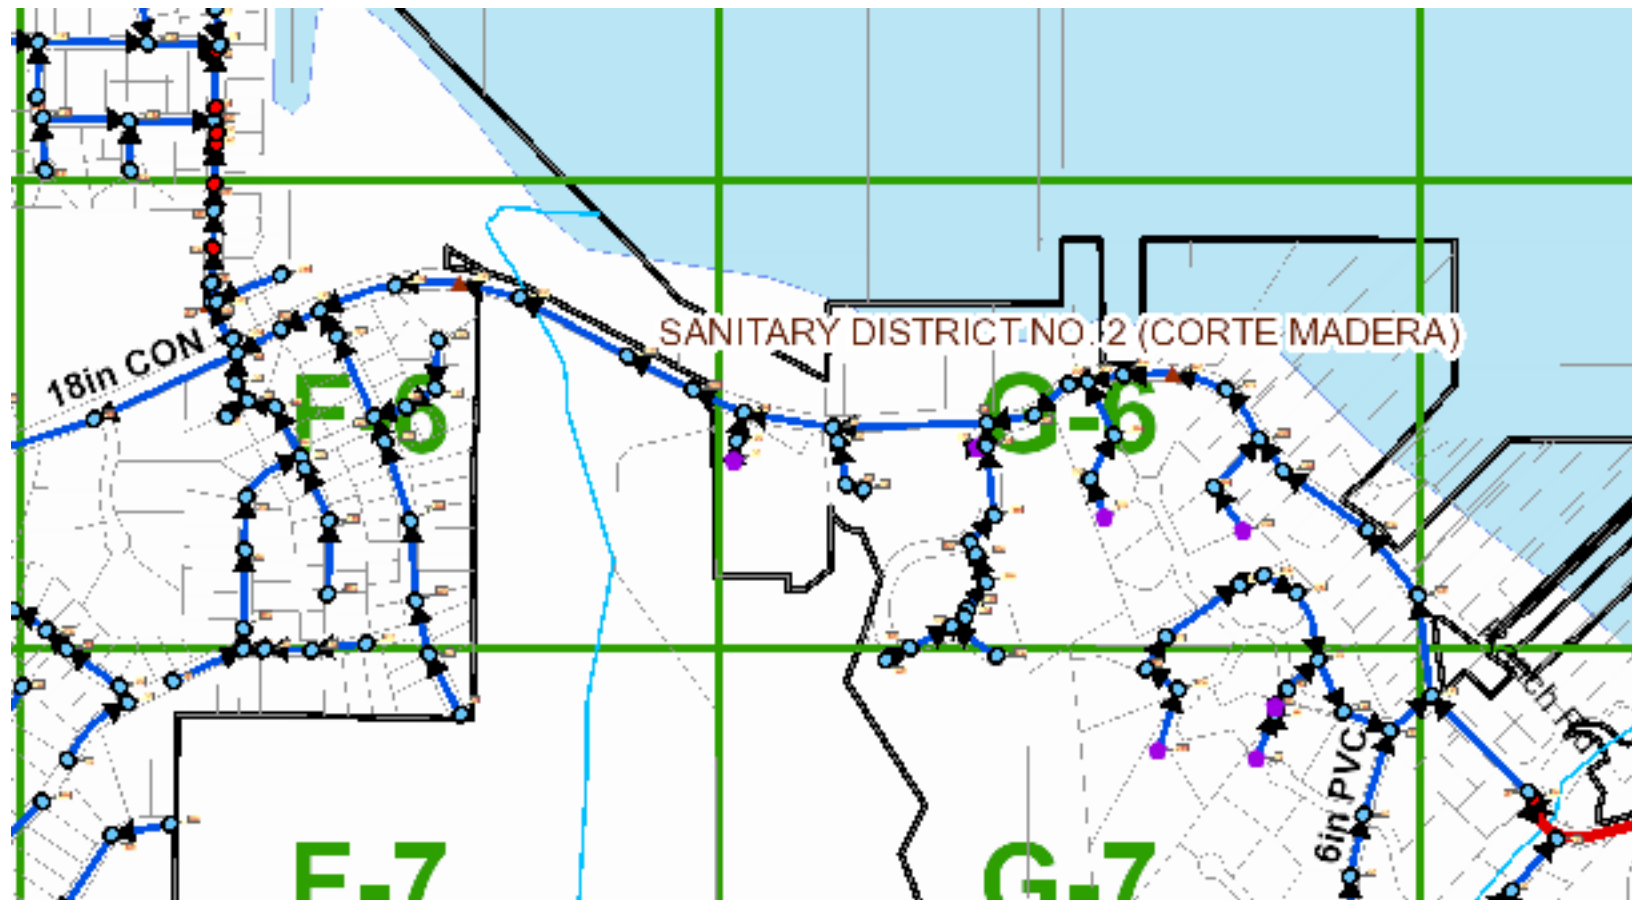 SANITARY DISTRICT NO. 2 (CORTE MADERA)
18in CON
F-6
G-6
6in PVC
F-7
G-7